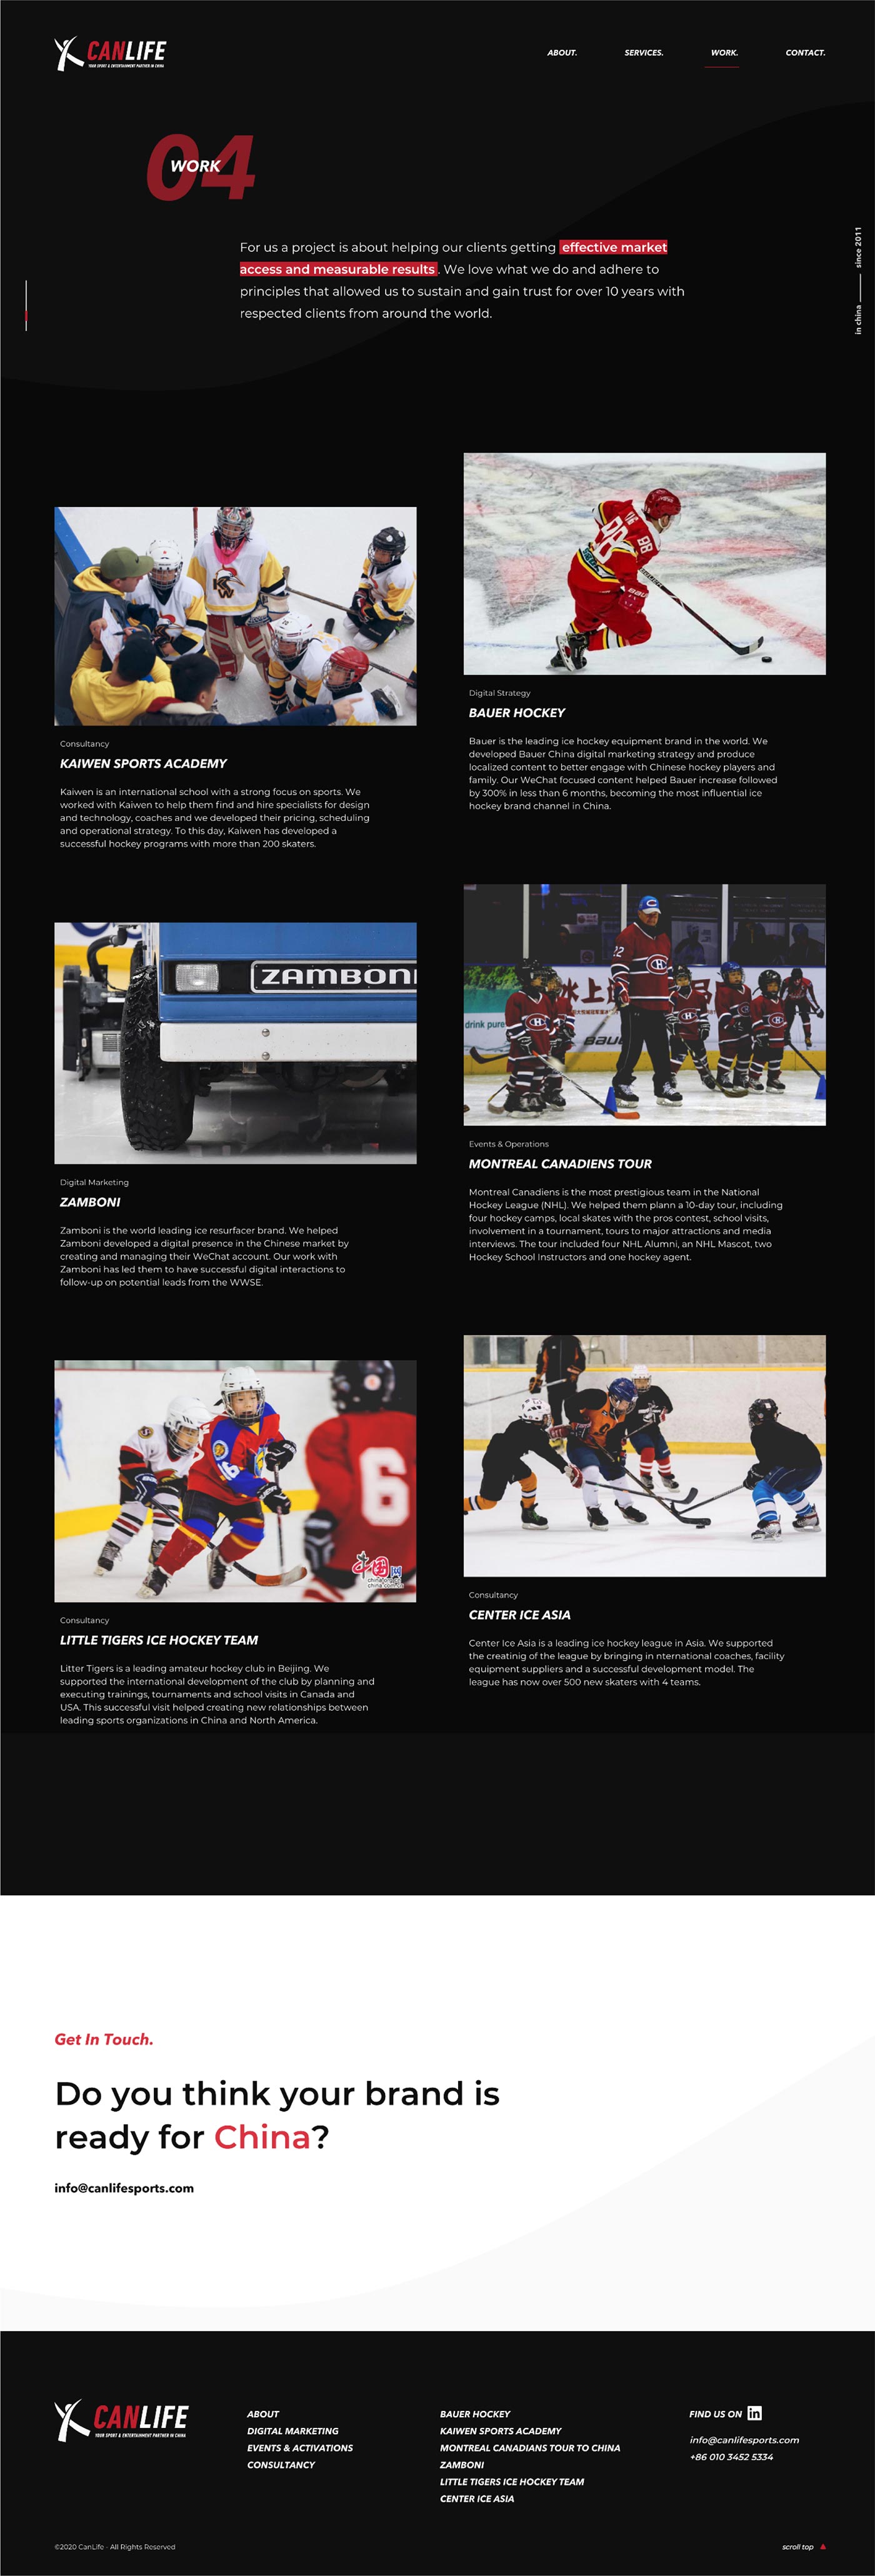 CANLIFE
YOUR SPORT & ENTERTAINMENT PARTNER IN CHINA
ABOUT.
SERVICES.
WORK.
CONTACT.
04
WORK
For us a project is about helping our clients getting effective market
access and measurable results. We love what we do and adhere to
principles that allowed us to sustain and gain trust for over 10 years with
respected clients from around the world.
in china
since 2011
KW
Consultancy
KAIWEN SPORTS ACADEMY
Kaiwen is an international school with a strong focus on sports. We
worked with Kaiwen to help them find and hire specialists for design
and technology, coaches and we developed their pricing, scheduling
and operational strategy. To this day, Kaiwen has developed a
successful hockey programs with more than 200 skaters.
88
Digital Strategy
BAUER HOCKEY
Bauer is the leading ice hockey equipment brand in the world. We
developed Bauer China digital marketing strategy and produce
localized content to better engage with Chinese hockey players and
family. Our WeChat focused content helped Bauer increase followed
by 300% in less than 6 months, becoming the most influential ice
hockey brand channel in China.
ZAMBONI
Digital Marketing
ZAMBONI
Zamboni is the world leading ice resurfacer brand. We helped
Zamboni developed a digital presence in the Chinese market by
creating and managing their WeChat account. Our work with
Zamboni has led them to have successful digital interactions to
follow-up on potential leads from the WWSE.
drink pure
冰上
Events & Operations
MONTREAL CANADIENS TOUR
Montreal Canadiens is the most prestigious team in the National
Hockey League (NHL). We helped them plann a 10-day tour, including
four hockey camps, local skates with the pros contest, school visits,
involvement in a tournament, tours to major attractions and media
interviews. The tour included four NHL Alumni, an NHL Mascot, two
Hockey School Instructors and one hockey agent.
6
中国网
china.com.cn
Consultancy
LITTLE TIGERS ICE HOCKEY TEAM
Litter Tigers is a leading amateur hockey club in Beijing. We
supported the international development of the club by planning and
executing trainings, tournaments and school visits in Canada and
USA. This successful visit helped creating new relationships between
leading sports organizations in China and North America.
Consultancy
CENTER ICE ASIA
Center Ice Asia is a leading ice hockey league in Asia. We supported
the creatinig of the league by bringing in nternational coaches, facility
equipment suppliers and a successful development model. The
league has now over 500 new skaters with 4 teams.
Get In Touch.
Do you think your brand is
ready for China?
info@canlifesports.com
CANLIFE
YOUR SPORT & ENTERTAINMENT PARTNER IN CHINA
ABOUT
DIGITAL MARKETING
EVENTS & ACTIVATIONS
CONSULTANCY
BAUER HOCKEY
KAIWEN SPORTS ACADEMY
MONTREAL CANADIANS TOUR TO CHINA
ZAMBONI
LITTLE TIGERS ICE HOCKEY TEAM
CENTER ICE ASIA
FIND US ON in
info@canlifesports.com
+86 010 3452 5334
©2020 CanLife - All Rights Reserved
scroll top